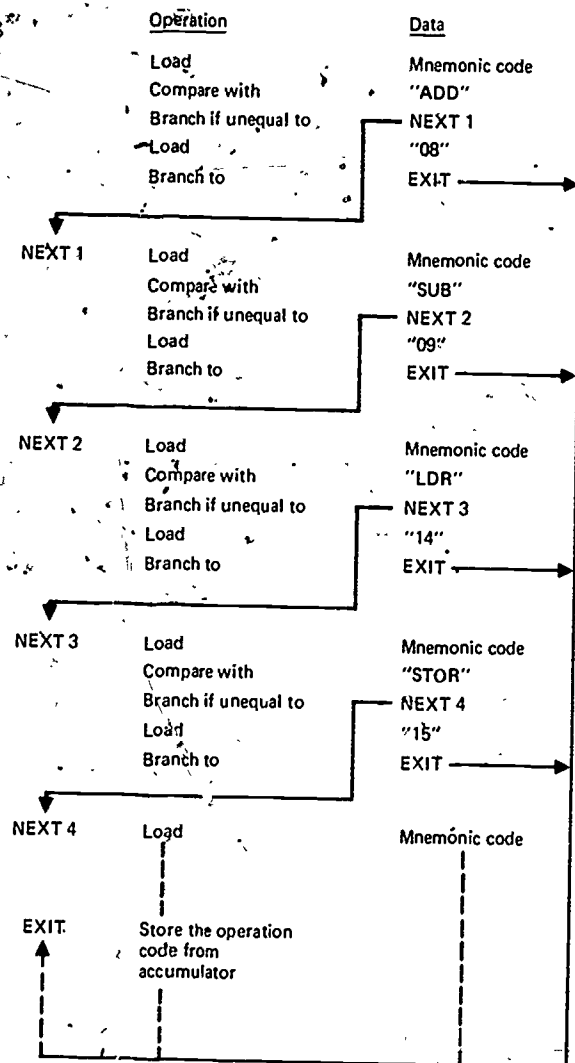 Operation Data
Load Mnemonic code
Compare with "ADD"
Branch if unequal to NEXT 1
Load "08"
Branch to EXIT
NEXT 1 Load Mnemonic code
Compare with "SUB"
Branch if unequal to NEXT 2
Load "09"
Branch to EXIT
NEXT 2 Load Mnemonic code
Compare with "LDR"
Branch if unequal to NEXT 3
Load "14"
Branch to EXIT
NEXT 3 Load Mnemonic code
Compare with "STOR"
Branch if unequal to NEXT 4
Load "15"
Branch to EXIT
NEXT 4 Load Mnemonic code
EXIT Store the operation
code from
accumulator